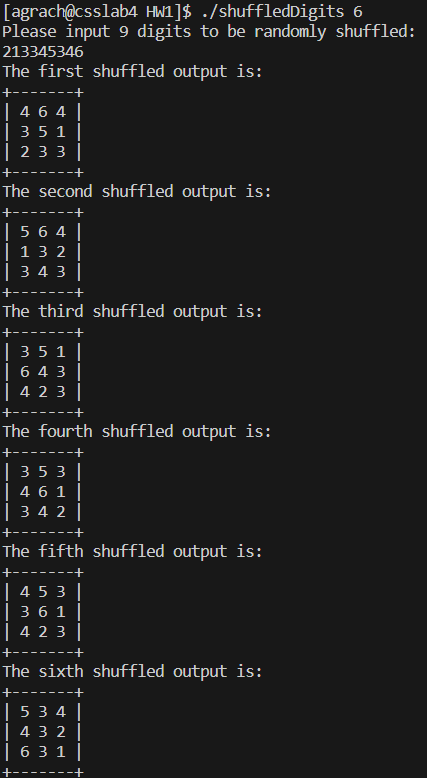 [agrach@csslab4 HW1]$ ./shuffledDigits 6
Please input 9 digits to be randomly shuffled:
213345346
The first shuffled output is:
+-------+
| 4 6 4 |
| 3 5 1 |
| 2 3 3 |
+-------+
The second shuffled output is:
+-------+
| 5 6 4 |
| 1 3 2 |
| 3 4 3 |
+-------+
The third shuffled output is:
+-------+
| 3 5 1 |
| 6 4 3 |
| 4 2 3 |
+-------+
The fourth shuffled output is:
+-------+
| 3 5 3 |
| 4 6 1 |
| 3 4 2 |
+-------+
The fifth shuffled output is:
+-------+
| 4 5 3 |
| 3 6 1 |
| 4 2 3 |
+-------+
The sixth shuffled output is:
+-------+
| 5 3 4 |
| 4 3 2 |
| 6 3 1 |
+-------+